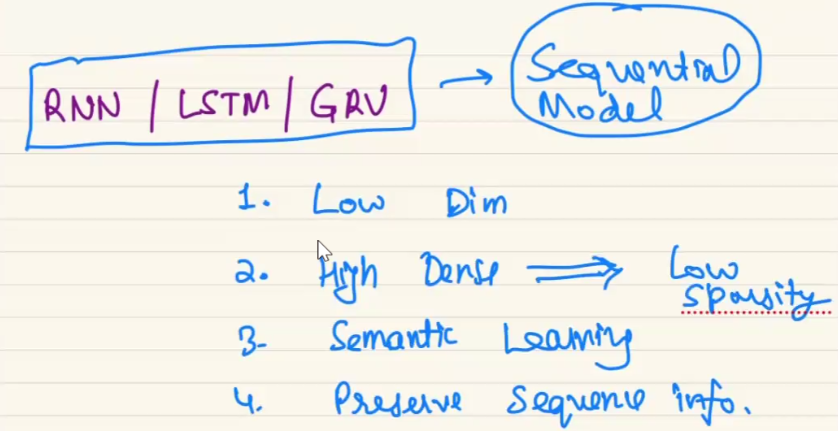 RNN / LSTM / GRU → Sequential
Model
1. Low Dim
2. High Dense ⟹ Low
Sparsity
3- Semantic Learning
4. Preserve Sequence info.